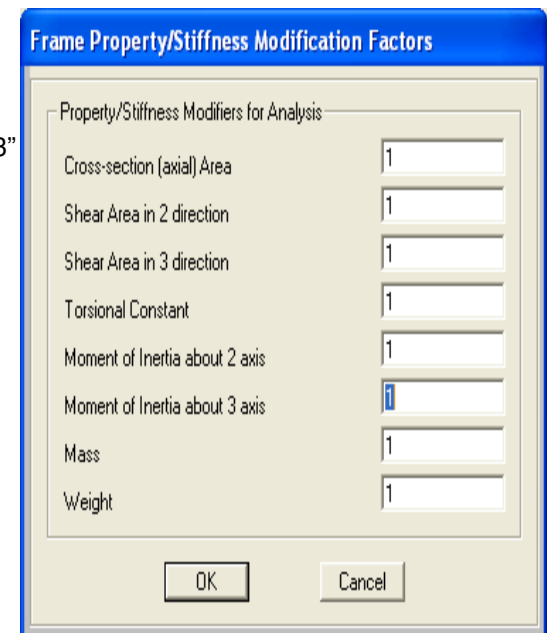 Frame Property/Stiffness Modification Factors
Property/Stiffness Modifiers for Analysis
3”
Cross-section (axial) Area 1
Shear Area in 2 direction 1
Shear Area in 3 direction 1
Torsional Constant 1
Moment of Inertia about 2 axis 1
Moment of Inertia about 3 axis 1
Mass 1
Weight 1
OK Cancel